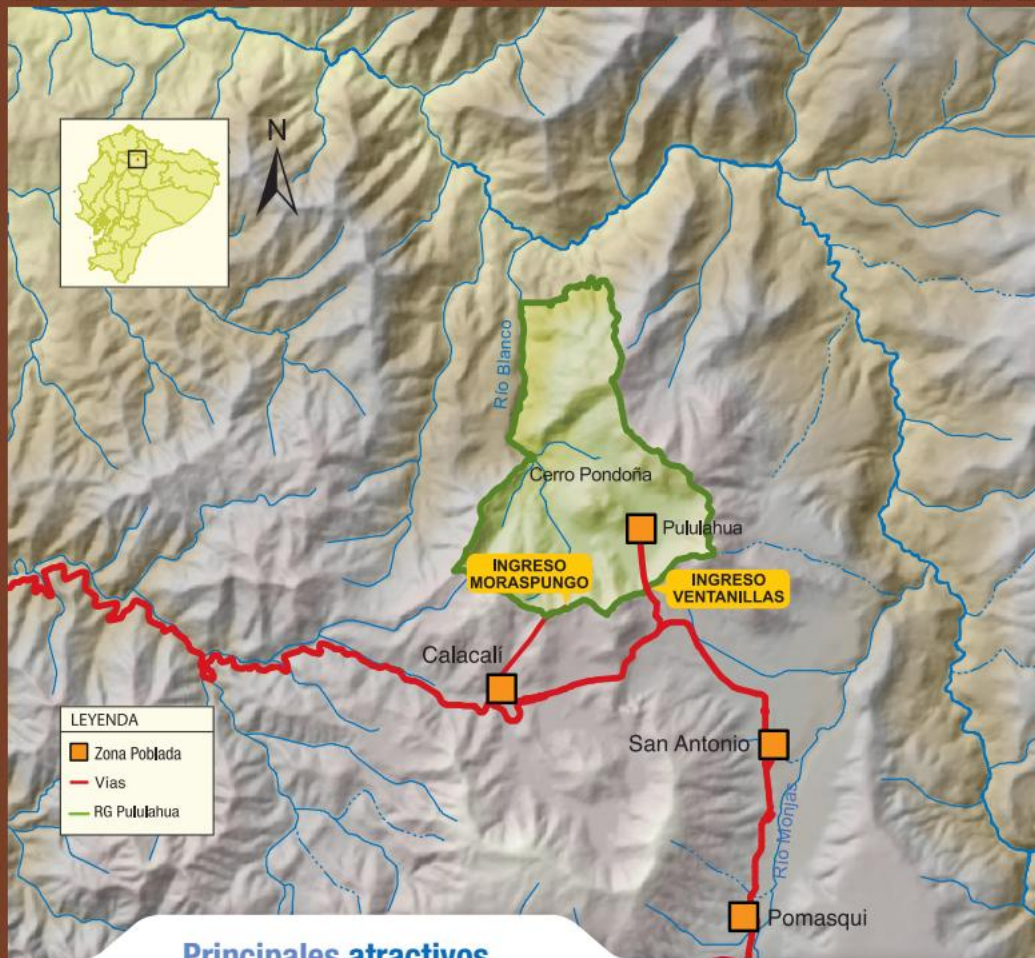 N
Río Blanco
Cerro Pondoña
Pululahua
INGRESO
MORASPUNGO
INGRESO
VENTANILLAS
Calacalí
San Antonio
Río Monjas
Pomasqui
LEYENDA
Zona Poblada
Vias
RG Pululahua
Principales atractivos